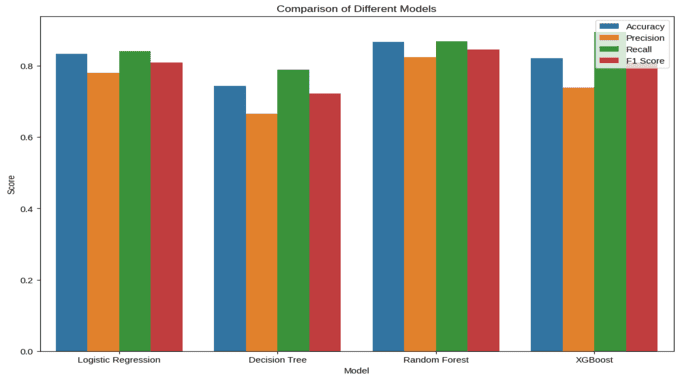 Comparison of Different Models
Accuracy
Precision
Recall
F1 Score
Score
0.8
0.6
0.4
0.2
0.0
Logistic Regression
Decision Tree
Random Forest
XGBoost
Model